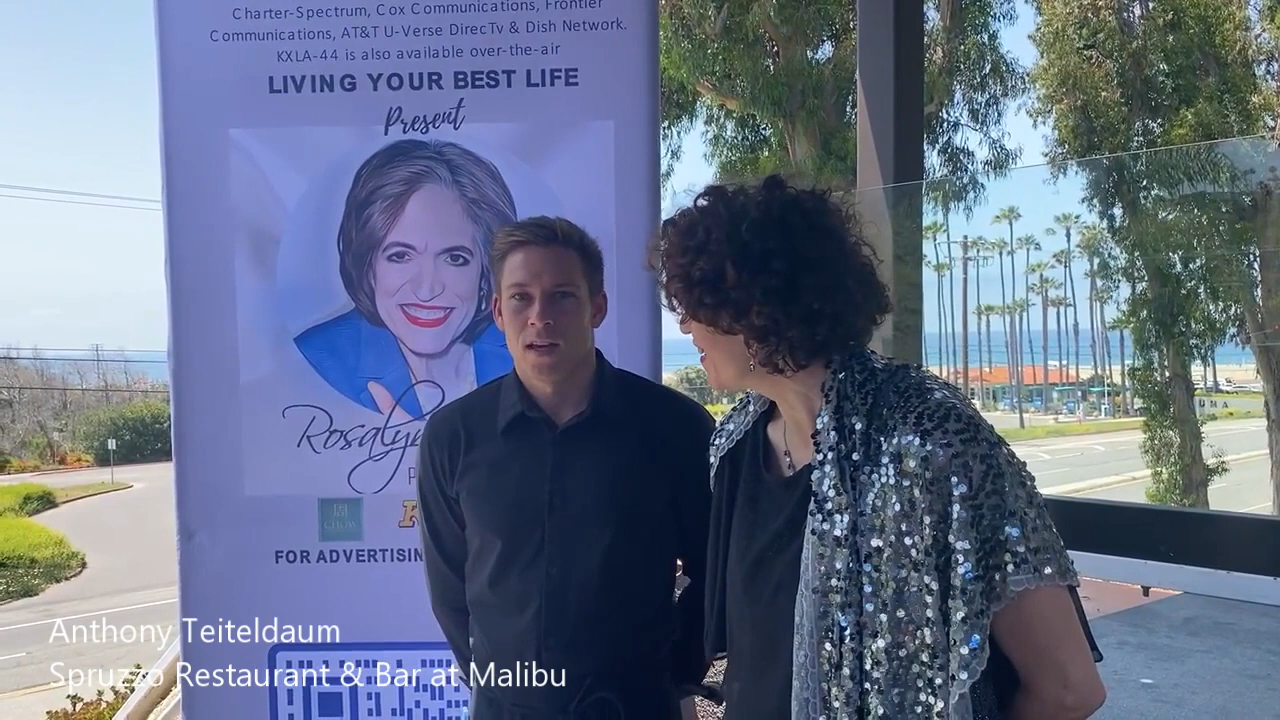 Charter-Spectrum, Cox Communications, Frontier
Communications, AT&T U-Verse DirecTv & Dish Network.
KXLA-44 is also available over-the-air
LIVING YOUR BEST LIFE
Present
CHOW
FOR ADVERTISIN
Anthony Teiteldaum
Spruzzo Restaurant & Bar at Malibu